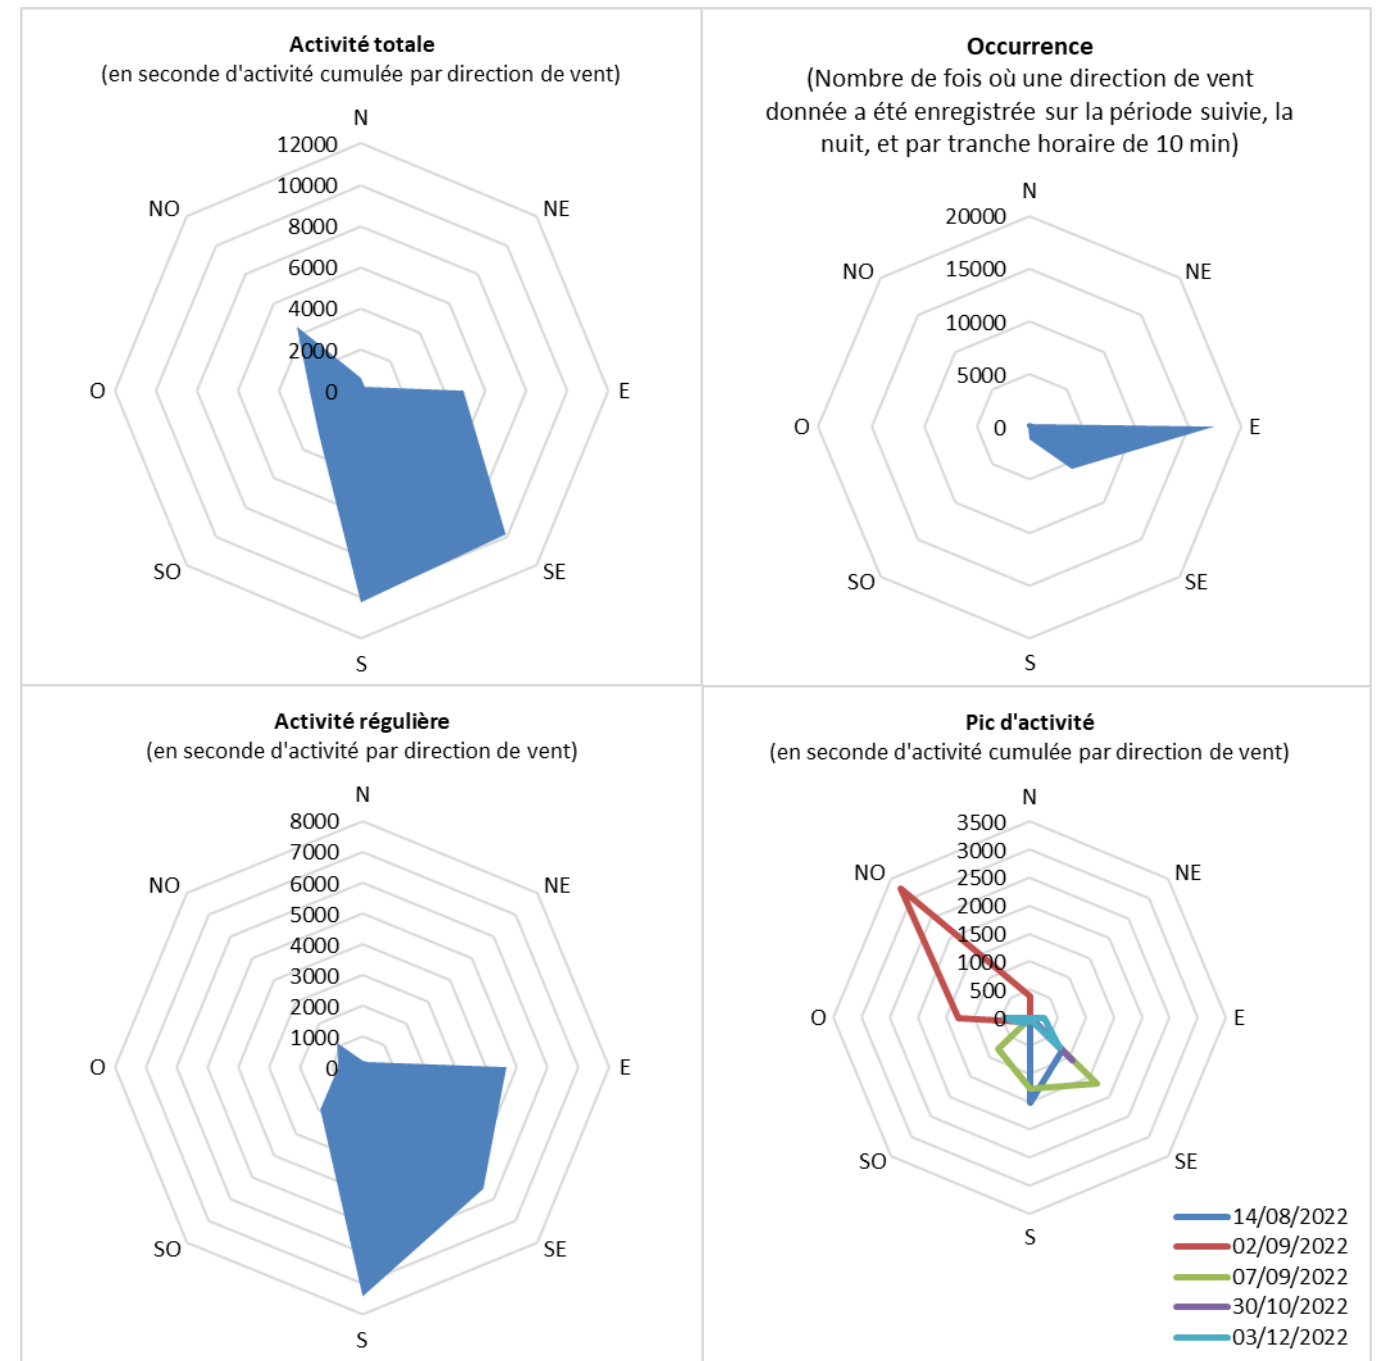 Activité totale
(en seconde d'activité cumulée par direction de vent)
N
12000
10000
NO
NE
8000
6000
4000
2000
O
0
E
SO
SE
S
Occurrence
(Nombre de fois où une direction de vent
donnée a été enregistrée sur la période suivie, la
nuit, et par tranche horaire de 10 min)
N
20000
NO
15000
NE
10000
5000
O
0
E
SO
SE
S
Activité régulière
(en seconde d'activité par direction de vent)
N
8000
7000
NO
6000
NE
5000
4000
3000
2000
1000
O
0
E
SO
SE
S
Pic d'activité
(en seconde d'activité cumulée par direction de vent)
N
3500
3000
NO
NE
2500
2000
1500
1000
500
O
0
E
SO
SE
S
14/08/2022
02/09/2022
07/09/2022
30/10/2022
03/12/2022